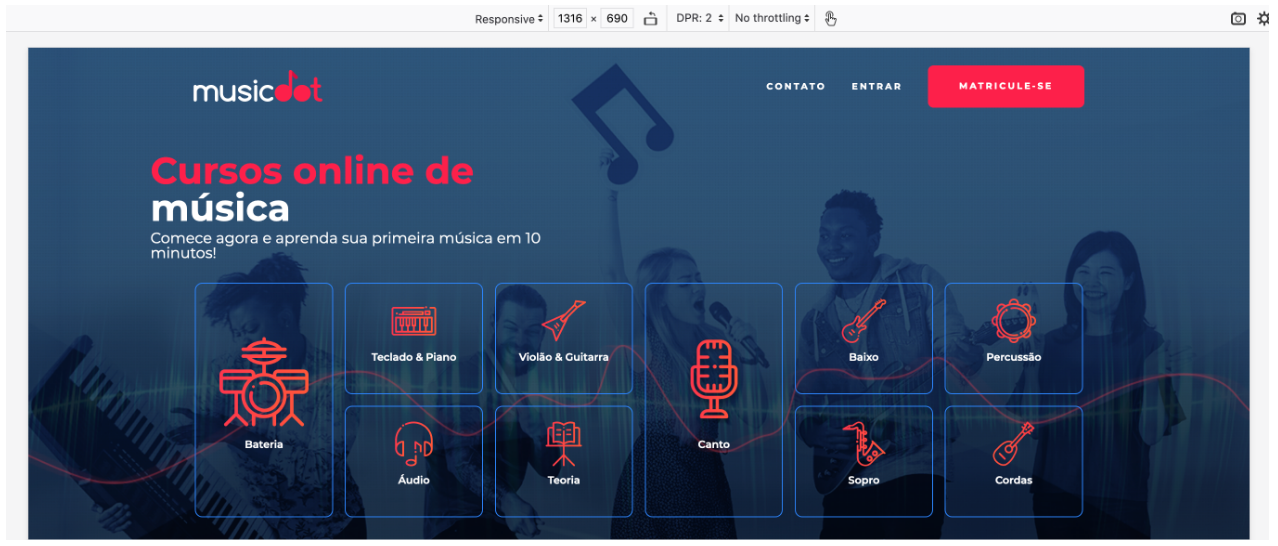 Responsive 1316 × 690 DPR: 2 No throttling
musicdot
CONTATO ENTRAR MATRICULE-SE
Cursos online de
música
Comece agora e aprenda sua primeira música em 10
minutos!
Bateria
Teclado & Piano
Violão & Guitarra
Canto
Baixo
Percussão
Áudio
Teoria
Sopro
Cordas